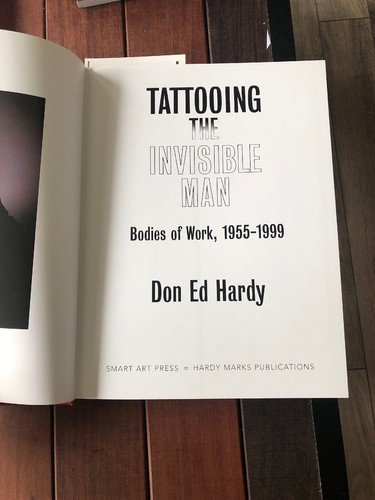 TATTOOING
THE
INVISIBLE
MAN
Bodies of Work, 1955-1999
Don Ed Hardy
SMART ART PRESS = HARDY MARKS PUBLICATIONS